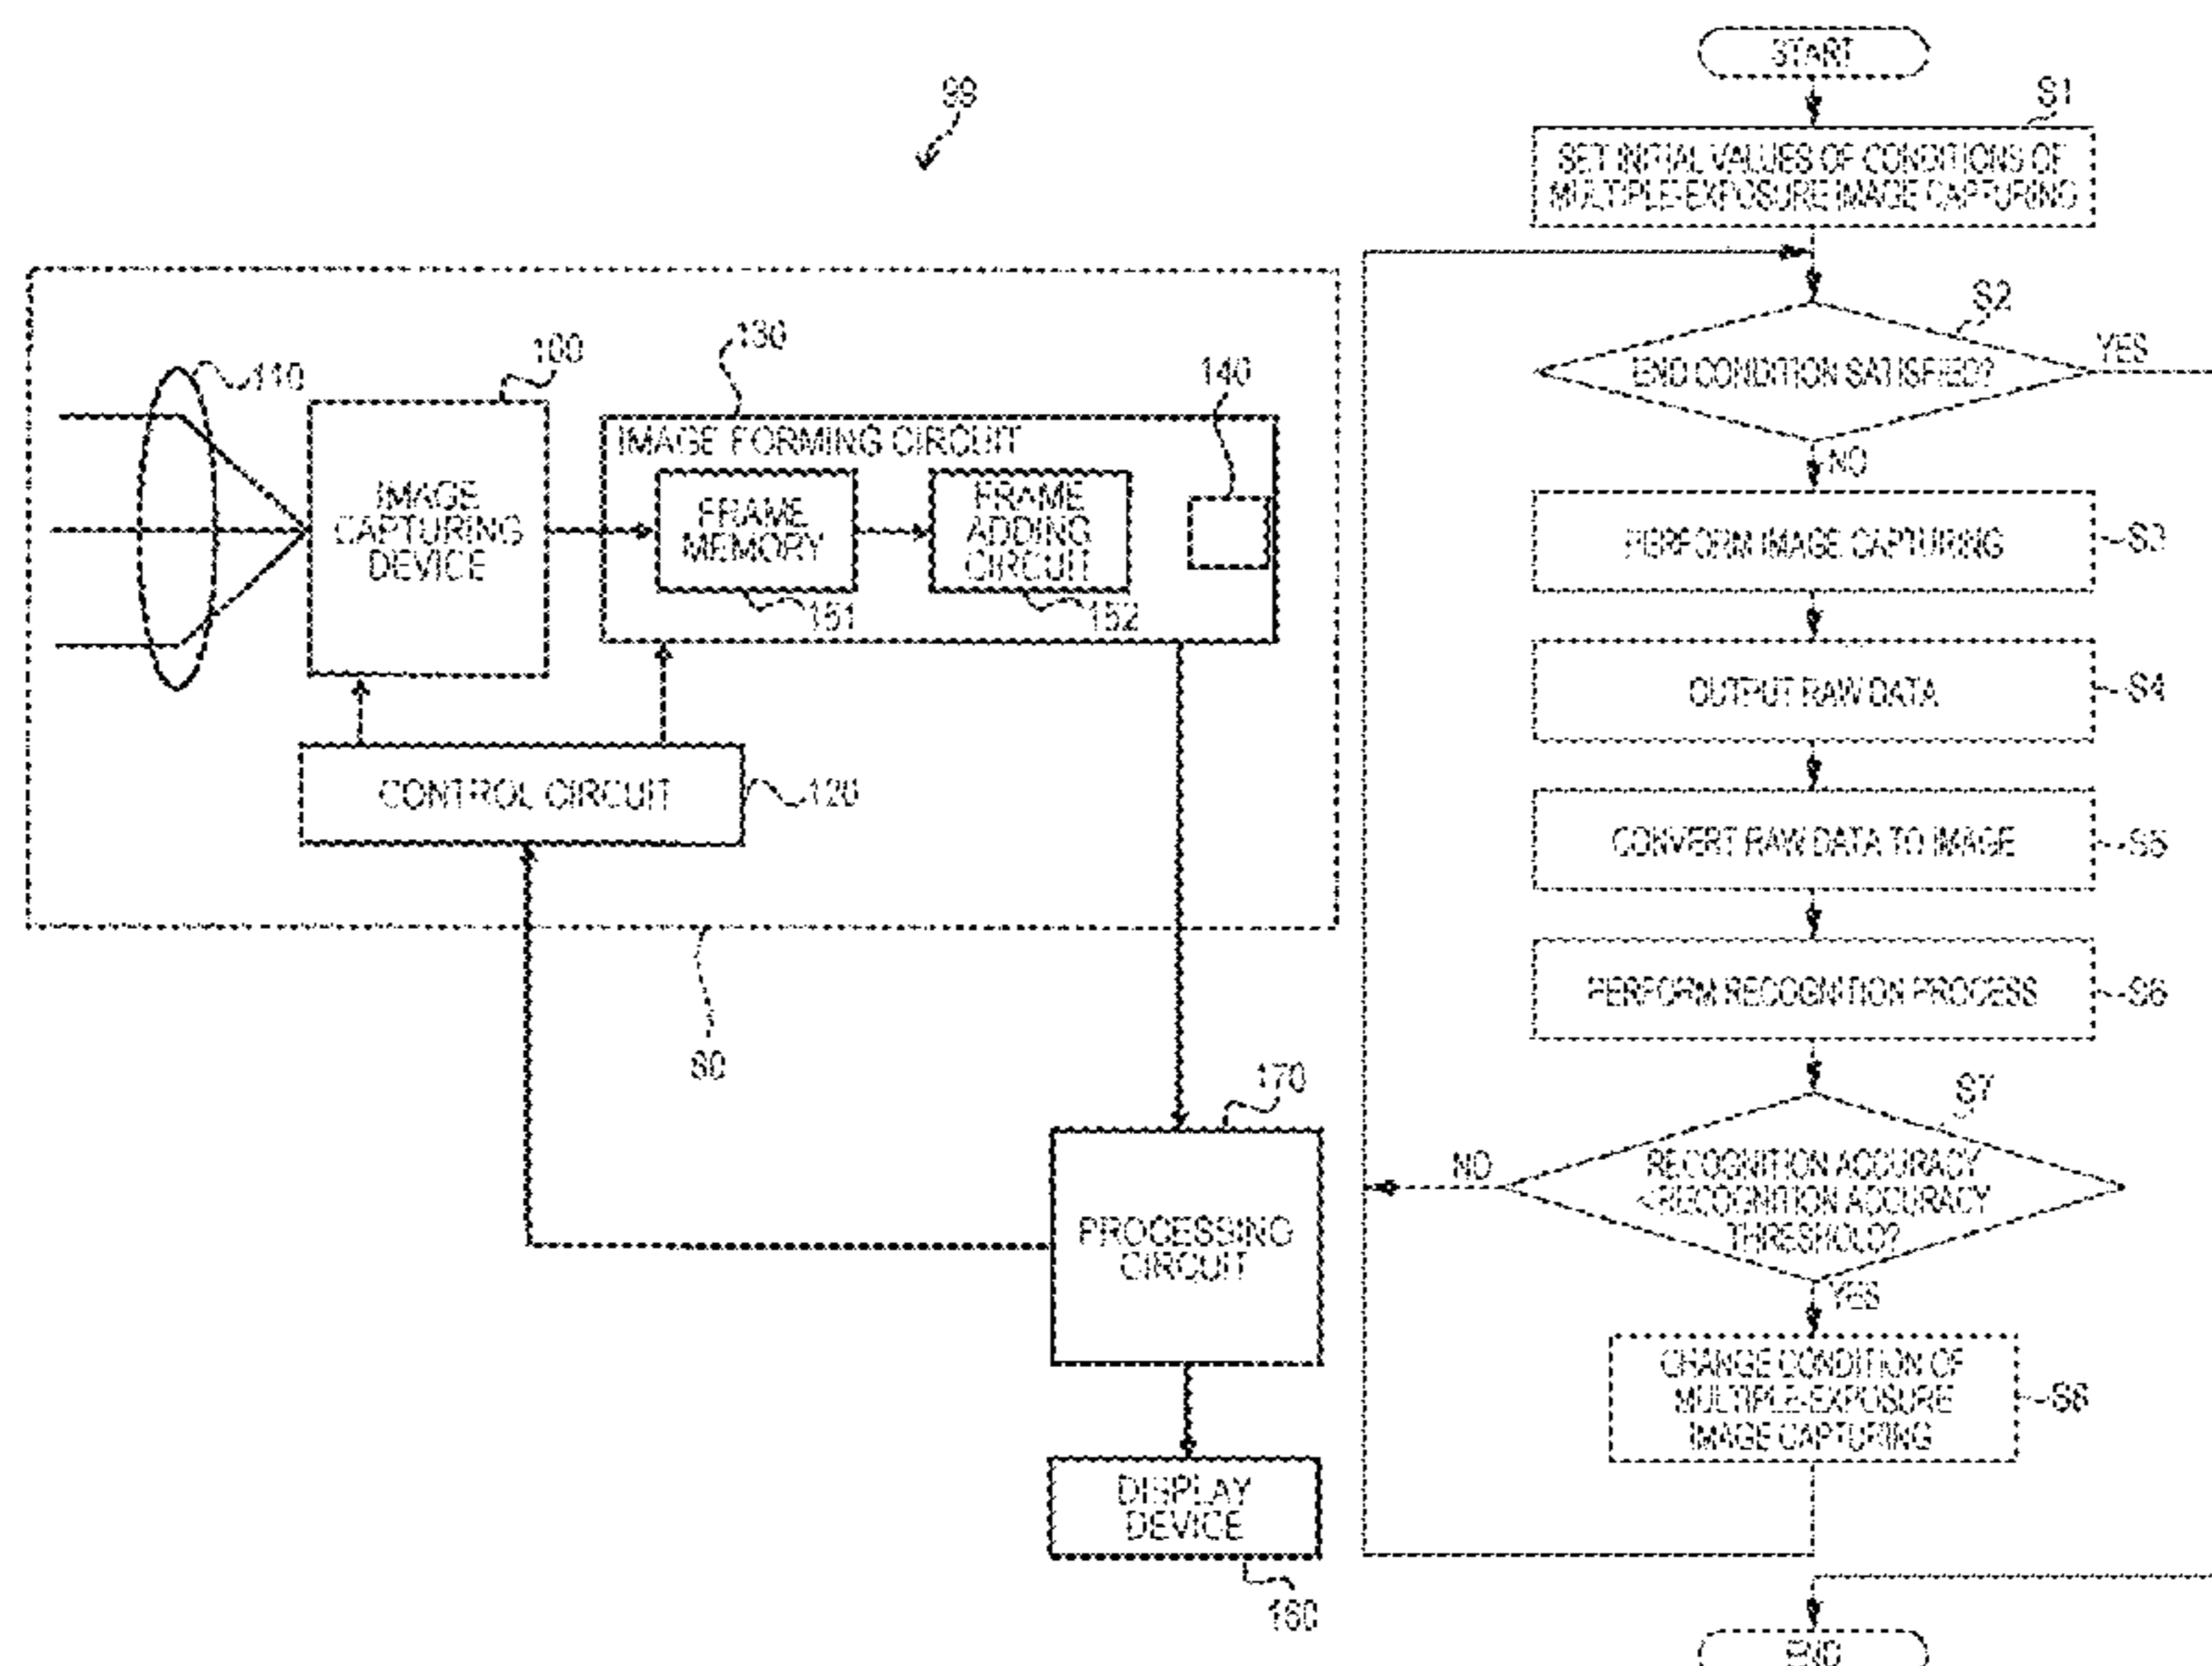 98
110
100
130
140
IMAGE FORMING CIRCUIT
IMAGE
CAPTURING
DEVICE
FRAME
MEMORY
FRAME
ADDING
CIRCUIT
151
152
CONTROL CIRCUIT
120
80
170
PROCESSING
CIRCUIT
DISPLAY
DEVICE
160
START
S1
SET INITIAL VALUES OF CONDITIONS OF
MULTIPLE-EXPOSURE IMAGE CAPTURING
S2
END CONDITION SATISFIED?
YES
NO
PERFORM IMAGE CAPTURING
S3
OUTPUT RAW DATA
S4
CONVERT RAW DATA TO IMAGE
S5
PERFORM RECOGNITION PROCESS
S6
S7
RECOGNITION ACCURACY
<RECOGNITION ACCURACY
THRESHOLD?
NO
YES
CHANGE CONDITION OF
MULTIPLE-EXPOSURE
IMAGE CAPTURING
S8
END